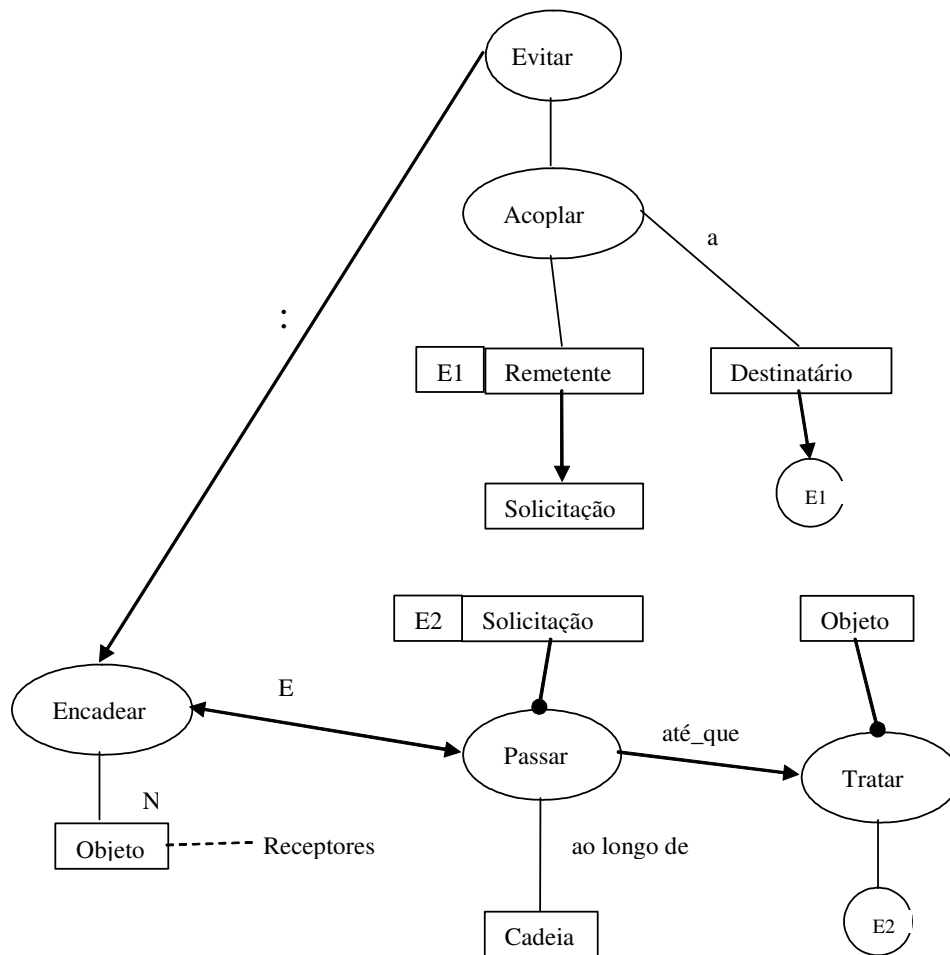 Evitar
Acoplar
a
:
E1 Remetente
Destinatário
E1
Solicitação
E2 Solicitação
Objeto
E
Encadear
até_que
Passar
Tratar
N
Objeto
Receptores
ao longo de
E2
Cadeia